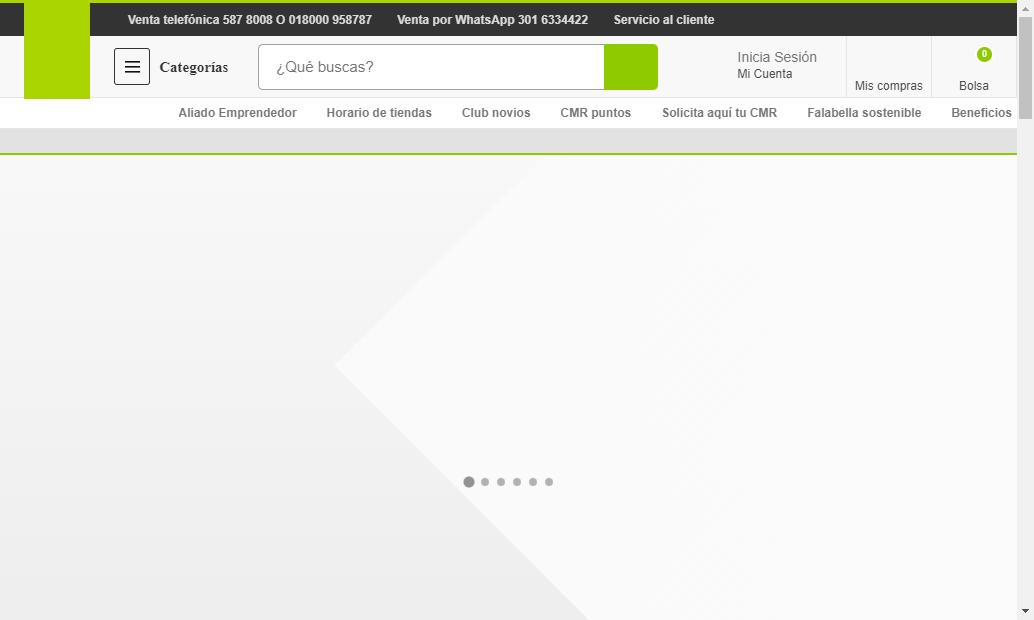 Venta telefónica 587 8008 O 018000 958787
Venta por WhatsApp 301 6334422
Servicio al cliente
Categorías
¿Qué buscas?
Inicia Sesión
Mi Cuenta
Mis compras
0
Bolsa
Aliado Emprendedor
Horario de tiendas
Club novios
CMR puntos
Solicita aquí tu CMR
Falabella sostenible
Beneficios